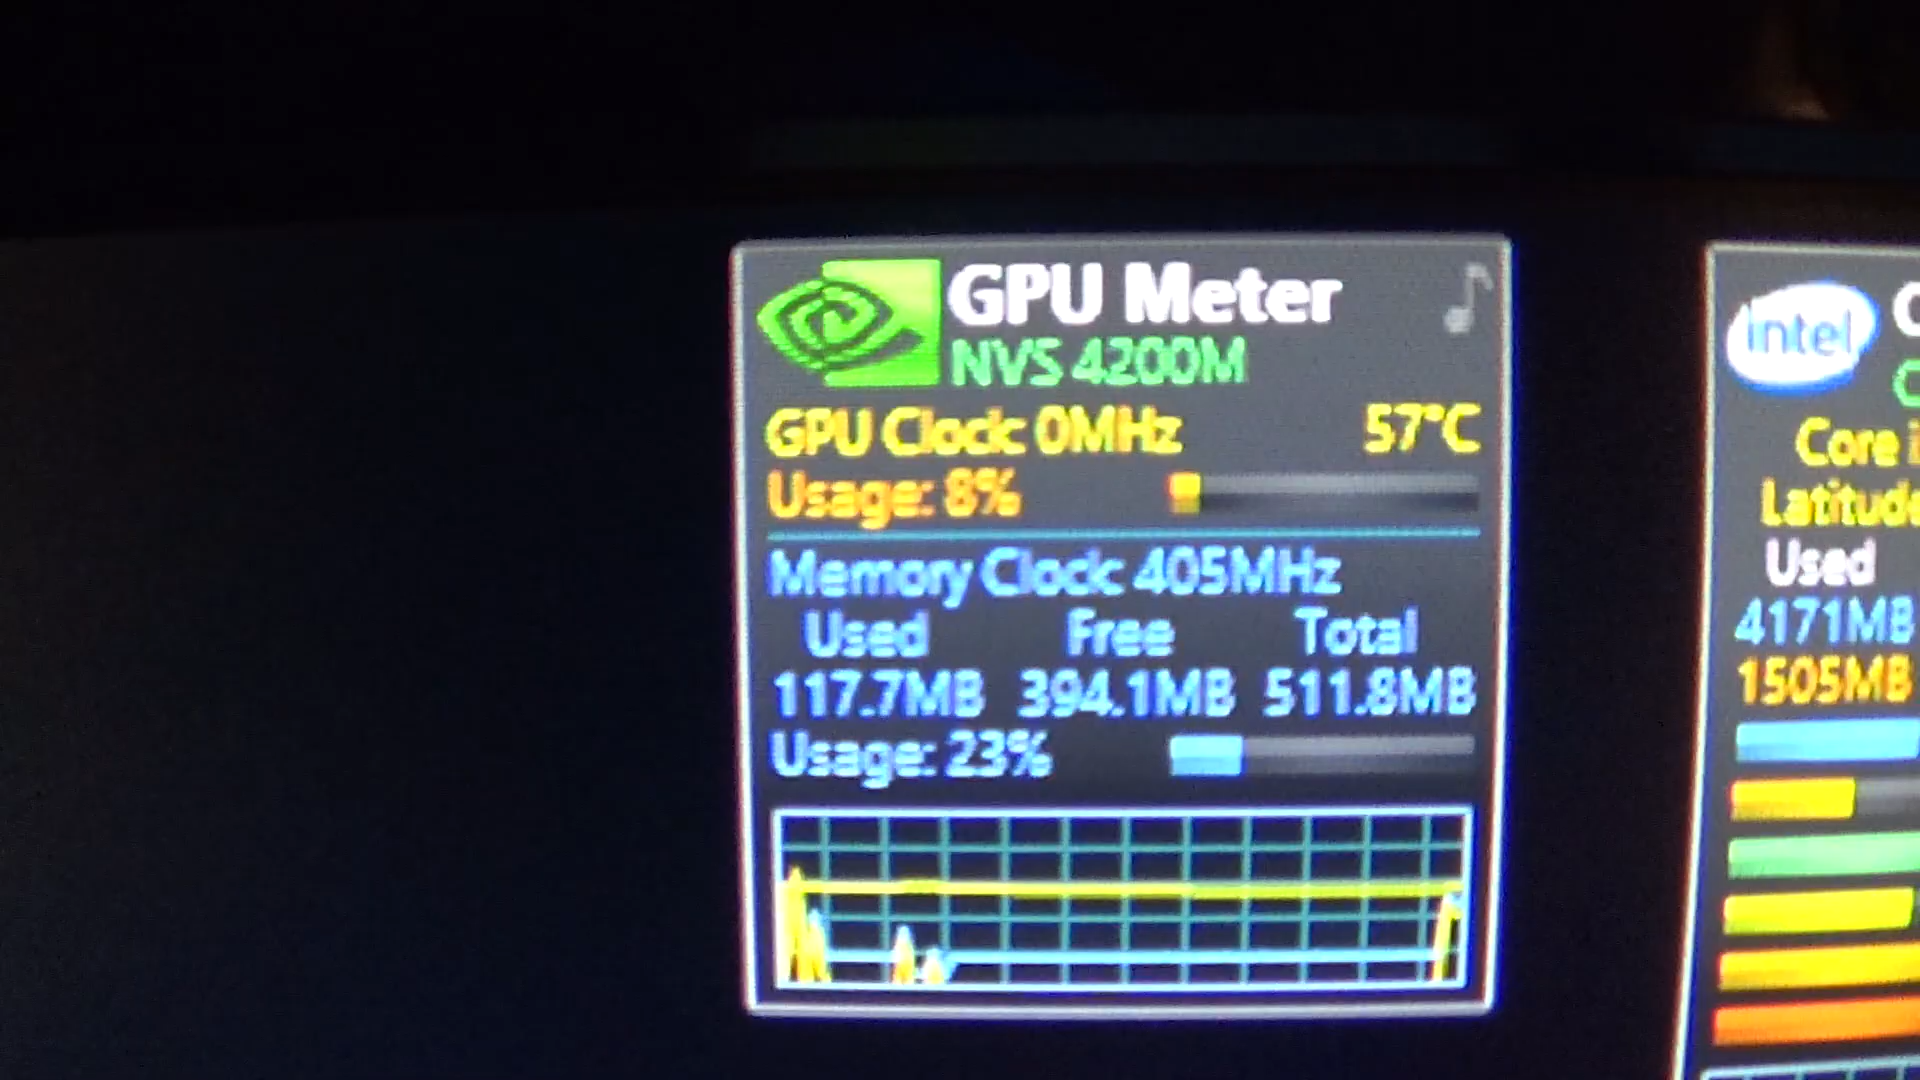 GPU Meter
NVS 4200M
GPU Clock: 0MHz 57°C
Usage: 8%
Memory Clock: 405MHz
Used Free Total
117.7MB 394.1MB 511.8MB
Usage: 23%
intel
Core
Latitude
Used
4171MB
1505MB